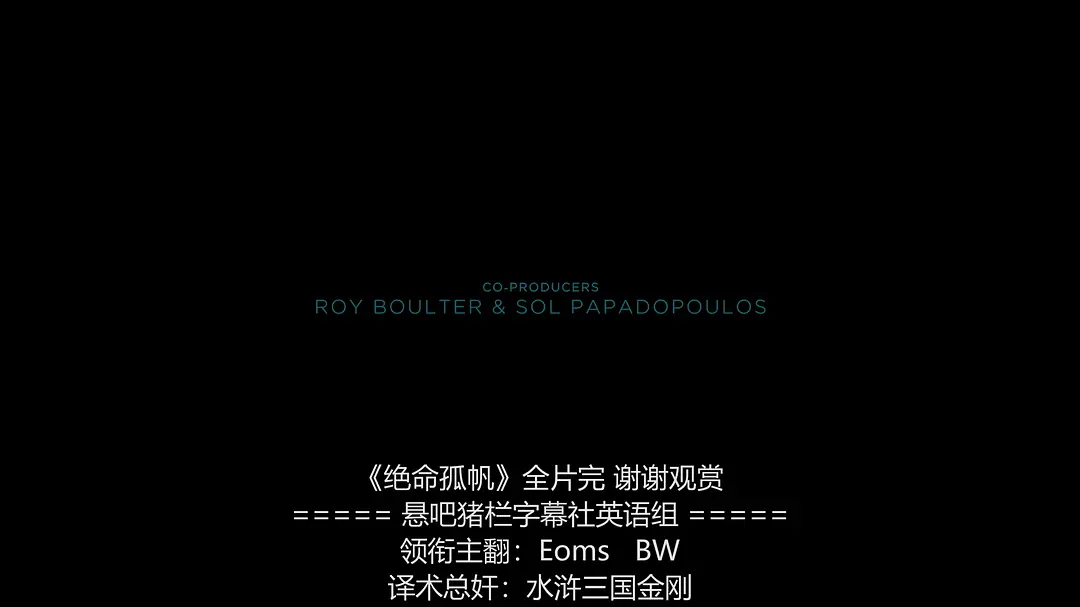 CO-PRODUCERS
ROY BOULTER & SOL PAPADOPOULOS
《绝命孤帆》全片完 谢谢观赏
===== 悬吧猪栏字幕社英语组 =====
领衔主翻：Eoms BW
译术总奸：水浒三国金刚